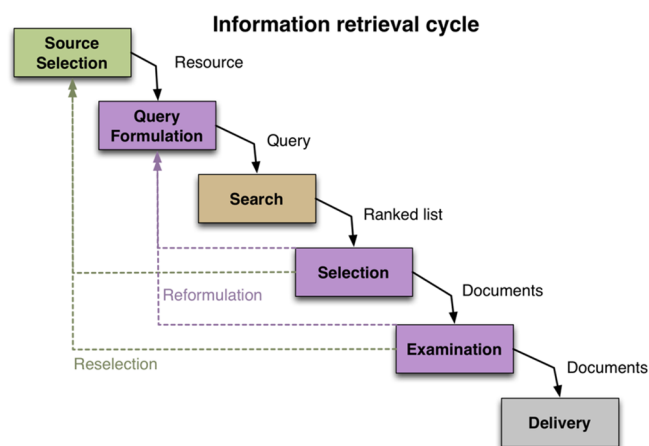 Information retrieval cycle
Source
Selection
Resource
Query
Formulation
Query
Search
Ranked list
Selection
Documents
Reformulation
Examination
Reselection
Documents
Delivery